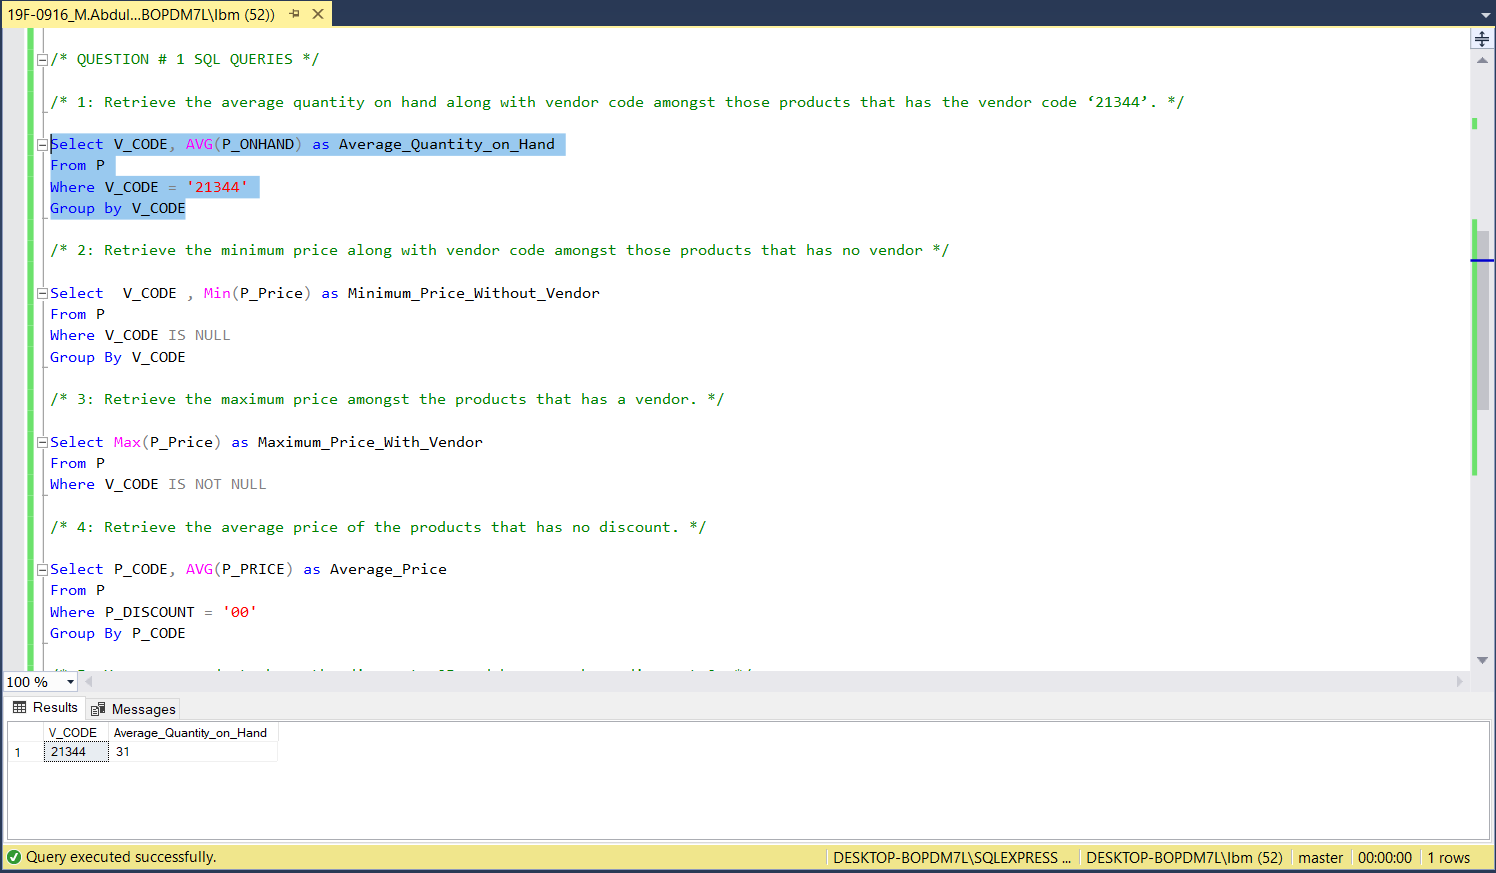 19F-0916_M.Abdul...BOPDM7L\Ibm (52))
/* QUESTION # 1 SQL QUERIES */
/* 1: Retrieve the average quantity on hand along with vendor code amongst those products that has the vendor code ‘21344’. */
Select V_CODE, AVG(P_ONHAND) as Average_Quantity_on_Hand
From P
Where V_CODE = '21344'
Group by V_CODE
/* 2: Retrieve the minimum price along with vendor code amongst those products that has no vendor */
Select  V_CODE , Min(P_Price) as Minimum_Price_Without_Vendor
From P
Where V_CODE IS NULL
Group By V_CODE
/* 3: Retrieve the maximum price amongst the products that has a vendor. */
Select Max(P_Price) as Maximum_Price_With_Vendor
From P
Where V_CODE IS NOT NULL
/* 4: Retrieve the average price of the products that has no discount. */
Select P_CODE, AVG(P_PRICE) as Average_Price
From P
Where P_DISCOUNT = '00'
Group By P_CODE
100 %
Results Messages
V_CODE Average_Quantity_on_Hand
1 21344 31
Query executed successfully. DESKTOP-BOPDM7L\SQLEXPRESS ... DESKTOP-BOPDM7L\Ibm (52) master 00:00:00 1 rows